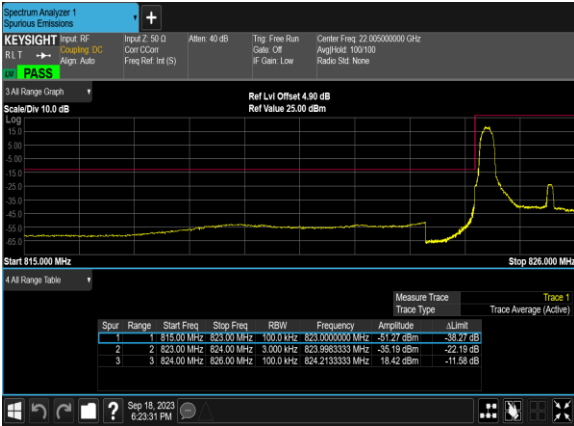 Spectrum Analyzer 1
Spurious Emissions
+
KEYSIGHT Input: RF Input Z: 50 Ω Atten: 40 dB Trig: Free Run Center Freq: 22.005000000 GHz
R L T Coupling: DC Corr CCorr Gate: Off Avg|Hold: 100/100
Align: Auto Freq Ref: Int (S) IF Gain: Low Radio Std: None
PASS
3 All Range Graph
Ref Lvl Offset 4.90 dB
Scale/Div 10.0 dB Ref Value 25.00 dBm
Log
15.0
5.00
-5.00
-15.0
-25.0
-35.0
-45.0
-55.0
-65.0
Start 815.000 MHz Stop 826.000 MHz
4 All Range Table
Measure Trace Trace 1
Trace Type Trace Average (Active)
Spur Range Start Freq Stop Freq RBW Frequency Amplitude ΔLimit
1 1 815.00 MHz 823.00 MHz 100.0 kHz 823.0000000 MHz -51.27 dBm -38.27 dB
2 2 823.00 MHz 824.00 MHz 3.000 kHz 823.9983333 MHz -35.19 dBm -22.19 dB
3 3 824.00 MHz 826.00 MHz 100.0 kHz 824.2133333 MHz 18.42 dBm -11.58 dB
? Sep 18, 2023
6:23:31 PM